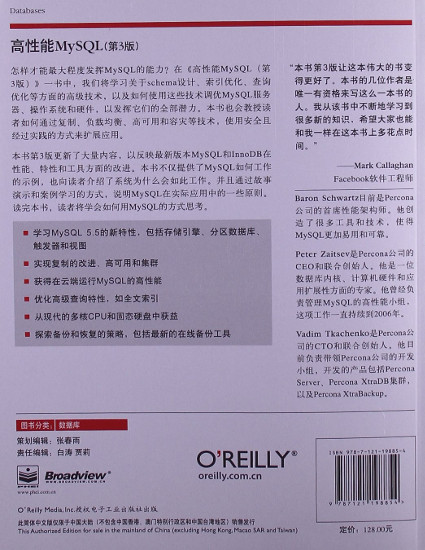 Databases
高性能MySQL(第3版)
怎样才能最大程度发挥MySQL的能力？在《高性能MySQL（第
3版）》一书中，我们将学习关于schema设计、索引优化、查询
优化等方面的高级技术，以及如何使用这些技术调优MySQL服务
器，操作系统和硬件，以发挥它们的全部潜力。本书也会教授读
者如何通过复制、负载均衡、高可用和容灾等技术，使用安全且
经过实践的方式来扩展应用。
本书第3版更新了大量内容，以反映最新版本MySQL和InnoDB在
性能、特性和工具方面的改进。本书不仅提供了MySQL如何工作
的示例，也向读者介绍了系统为什么会如此工作。并且通过故事
演示和案例学习的方式，说明MySQL在实际应用中的一些原则。
读完本书，读者将学会如何用MySQL的方式思考。
学习MySQL 5.5的新特性，包括存储引擎、分区数据库、
触发器和视图
实现复制的改进、高可用和集群
获得在云端运行MySQL的高性能
优化高级查询特性，如全文索引
从现代的多核CPU和固态硬盘中获益
探索备份和恢复的策略，包括最新的在线备份工具
“本书第3版让这本伟大的书变
得更好了。本书的几位作者是
唯一有资格来写这么一本书的
人。我从该书中不断地学习到
很多新的知识，希望大家也能
和我一样在这本书上多花点时
间。”
—Mark Callaghan
Facebook软件工程师
Baron Schwartz目前是Percona
公司的首席性能架构师。他创
造了很多工具和技术，使得
MySQL更加易用和可靠。
Peter Zaitsev是Percona公司的
CEO和联合创始人。他是一位
数据库内核、计算机硬件和应
用扩展性方面的专家。他曾经负
责管理MySQL的高性能小组，
这项工作一直持续到2006年。
Vadim Tkachenko是Percona公
司的CTO和联合创始人。他目
前负责带领Percona公司的开发
小组，开发的产品包括Percona
Server、Percona XtraDB集群，
以及Percona XtraBackup。
图书分类：数据库
策划编辑：张春雨
责任编辑：白涛 贾莉
Broadview®
www.phei.com.cn
O'REILLY®
oreilly.com.cn
ISBN 978-7-121-19885-4
9 787121 198854
定价：128.00元
O'Reilly Media,Inc.授权电子工业出版社出版
此简体中文版仅限于中国大陆（不包含中国香港、澳门特别行政区和中国台湾地区）销售发行
This Authorized Edition for sale in the mainland of China (excluding Hong Kong, Macao SAR and Taiwan)